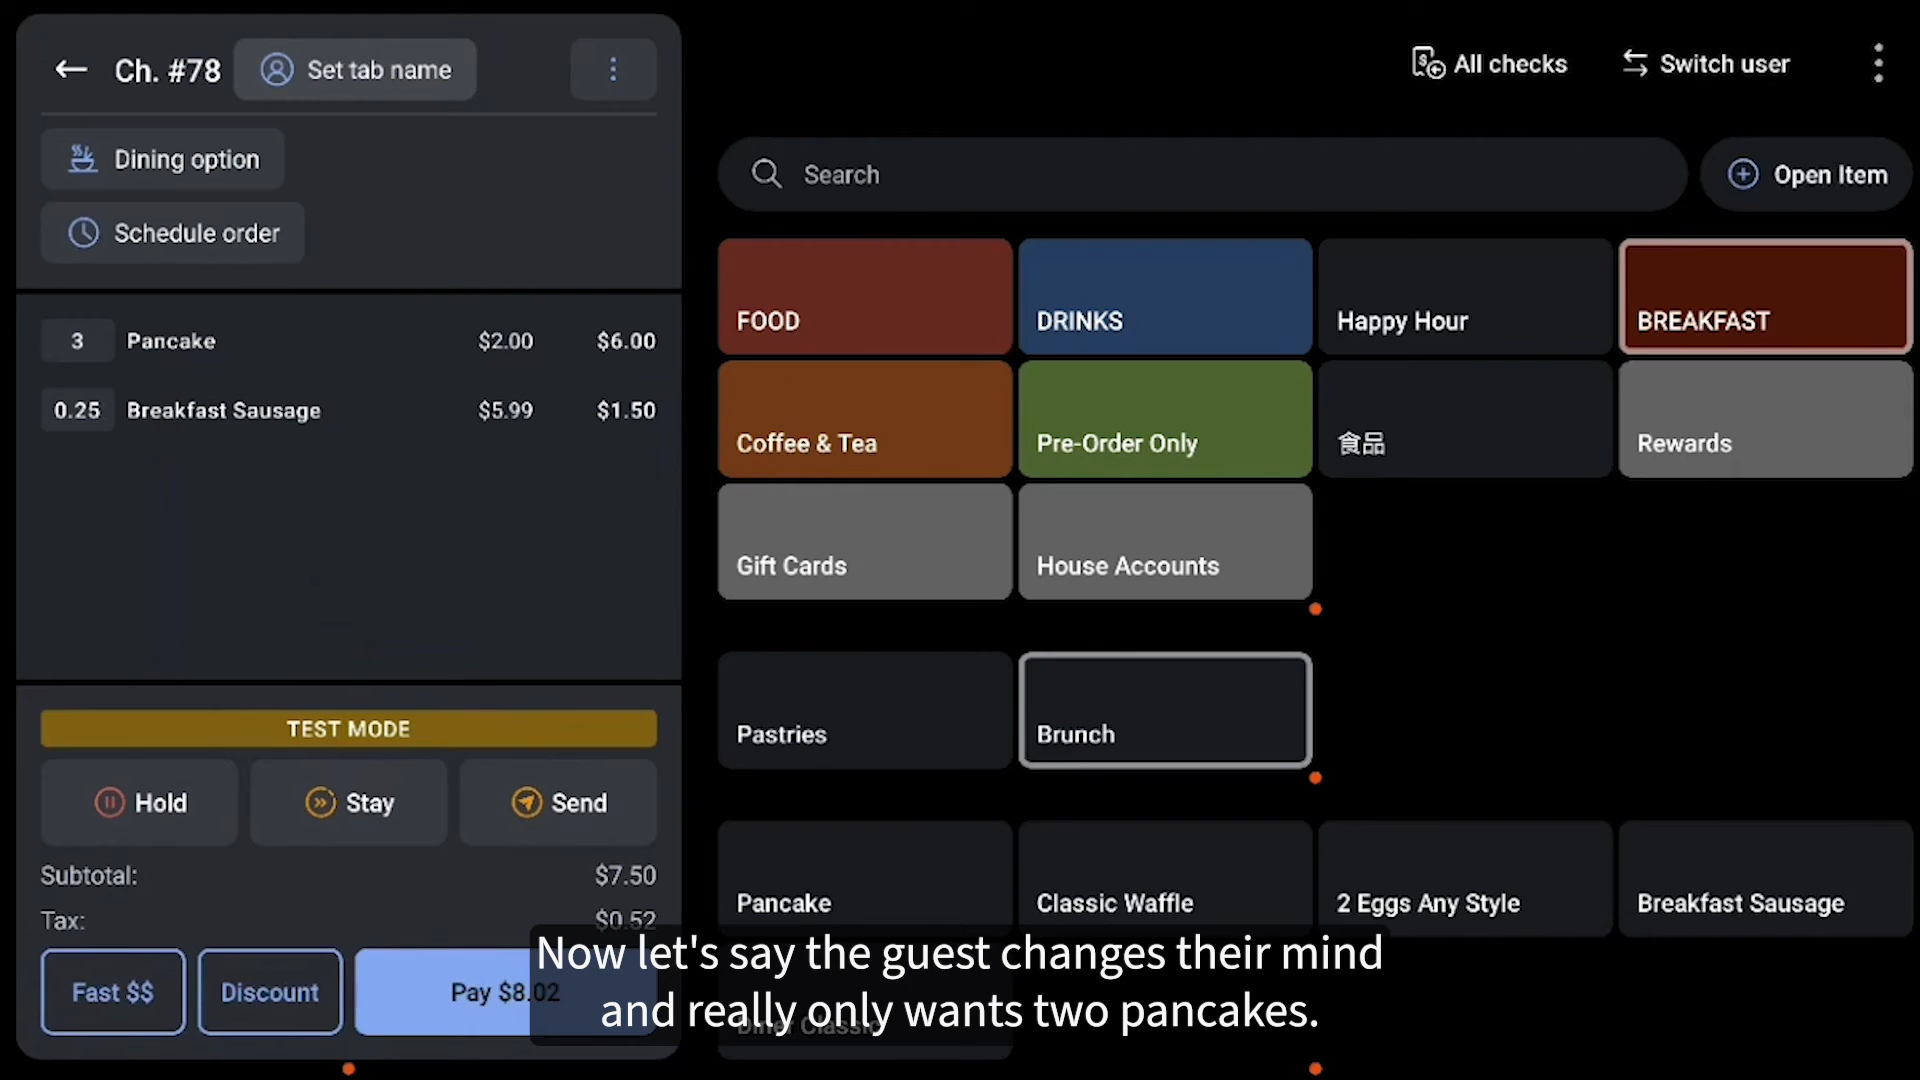 Ch. #78
Set tab name
All checks
Switch user
Dining option
Schedule order
Search
Open Item
3 Pancake $2.00 $6.00
0.25 Breakfast Sausage $5.99 $1.50
FOOD
DRINKS
Happy Hour
BREAKFAST
Coffee & Tea
Pre-Order Only
食品
Rewards
Gift Cards
House Accounts
Pastries
Brunch
TEST MODE
Hold
Stay
Send
Subtotal: $7.50
Tax: $0.52
Pancake
Classic Waffle
2 Eggs Any Style
Breakfast Sausage
Fast $$
Discount
Pay $8.02
Diner Classic
Now let's say the guest changes their mind
and really only wants two pancakes.